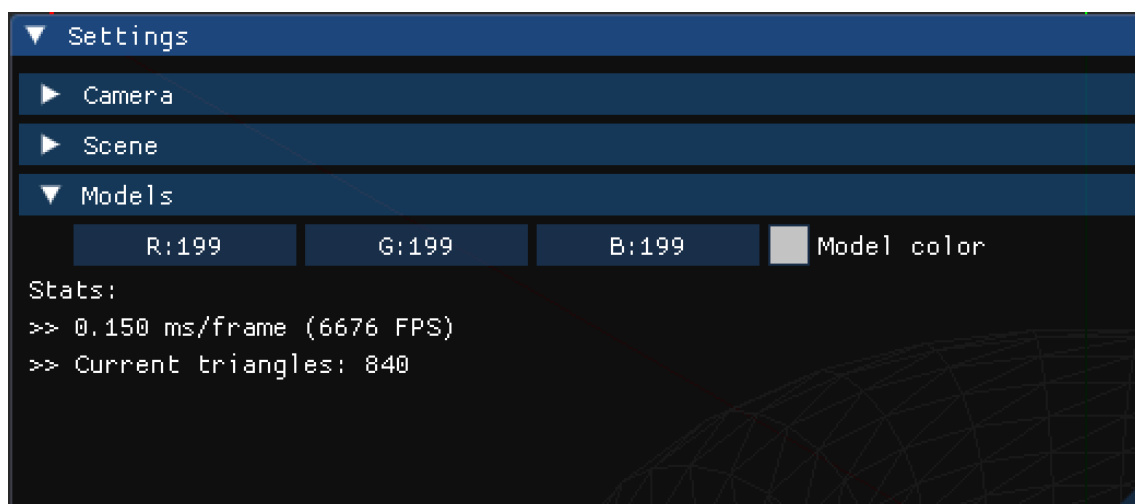 Settings
Camera
Scene
Models
R:199 G:199 B:199 Model color
Stats:
>> 0.150 ms/frame (6676 FPS)
>> Current triangles: 840